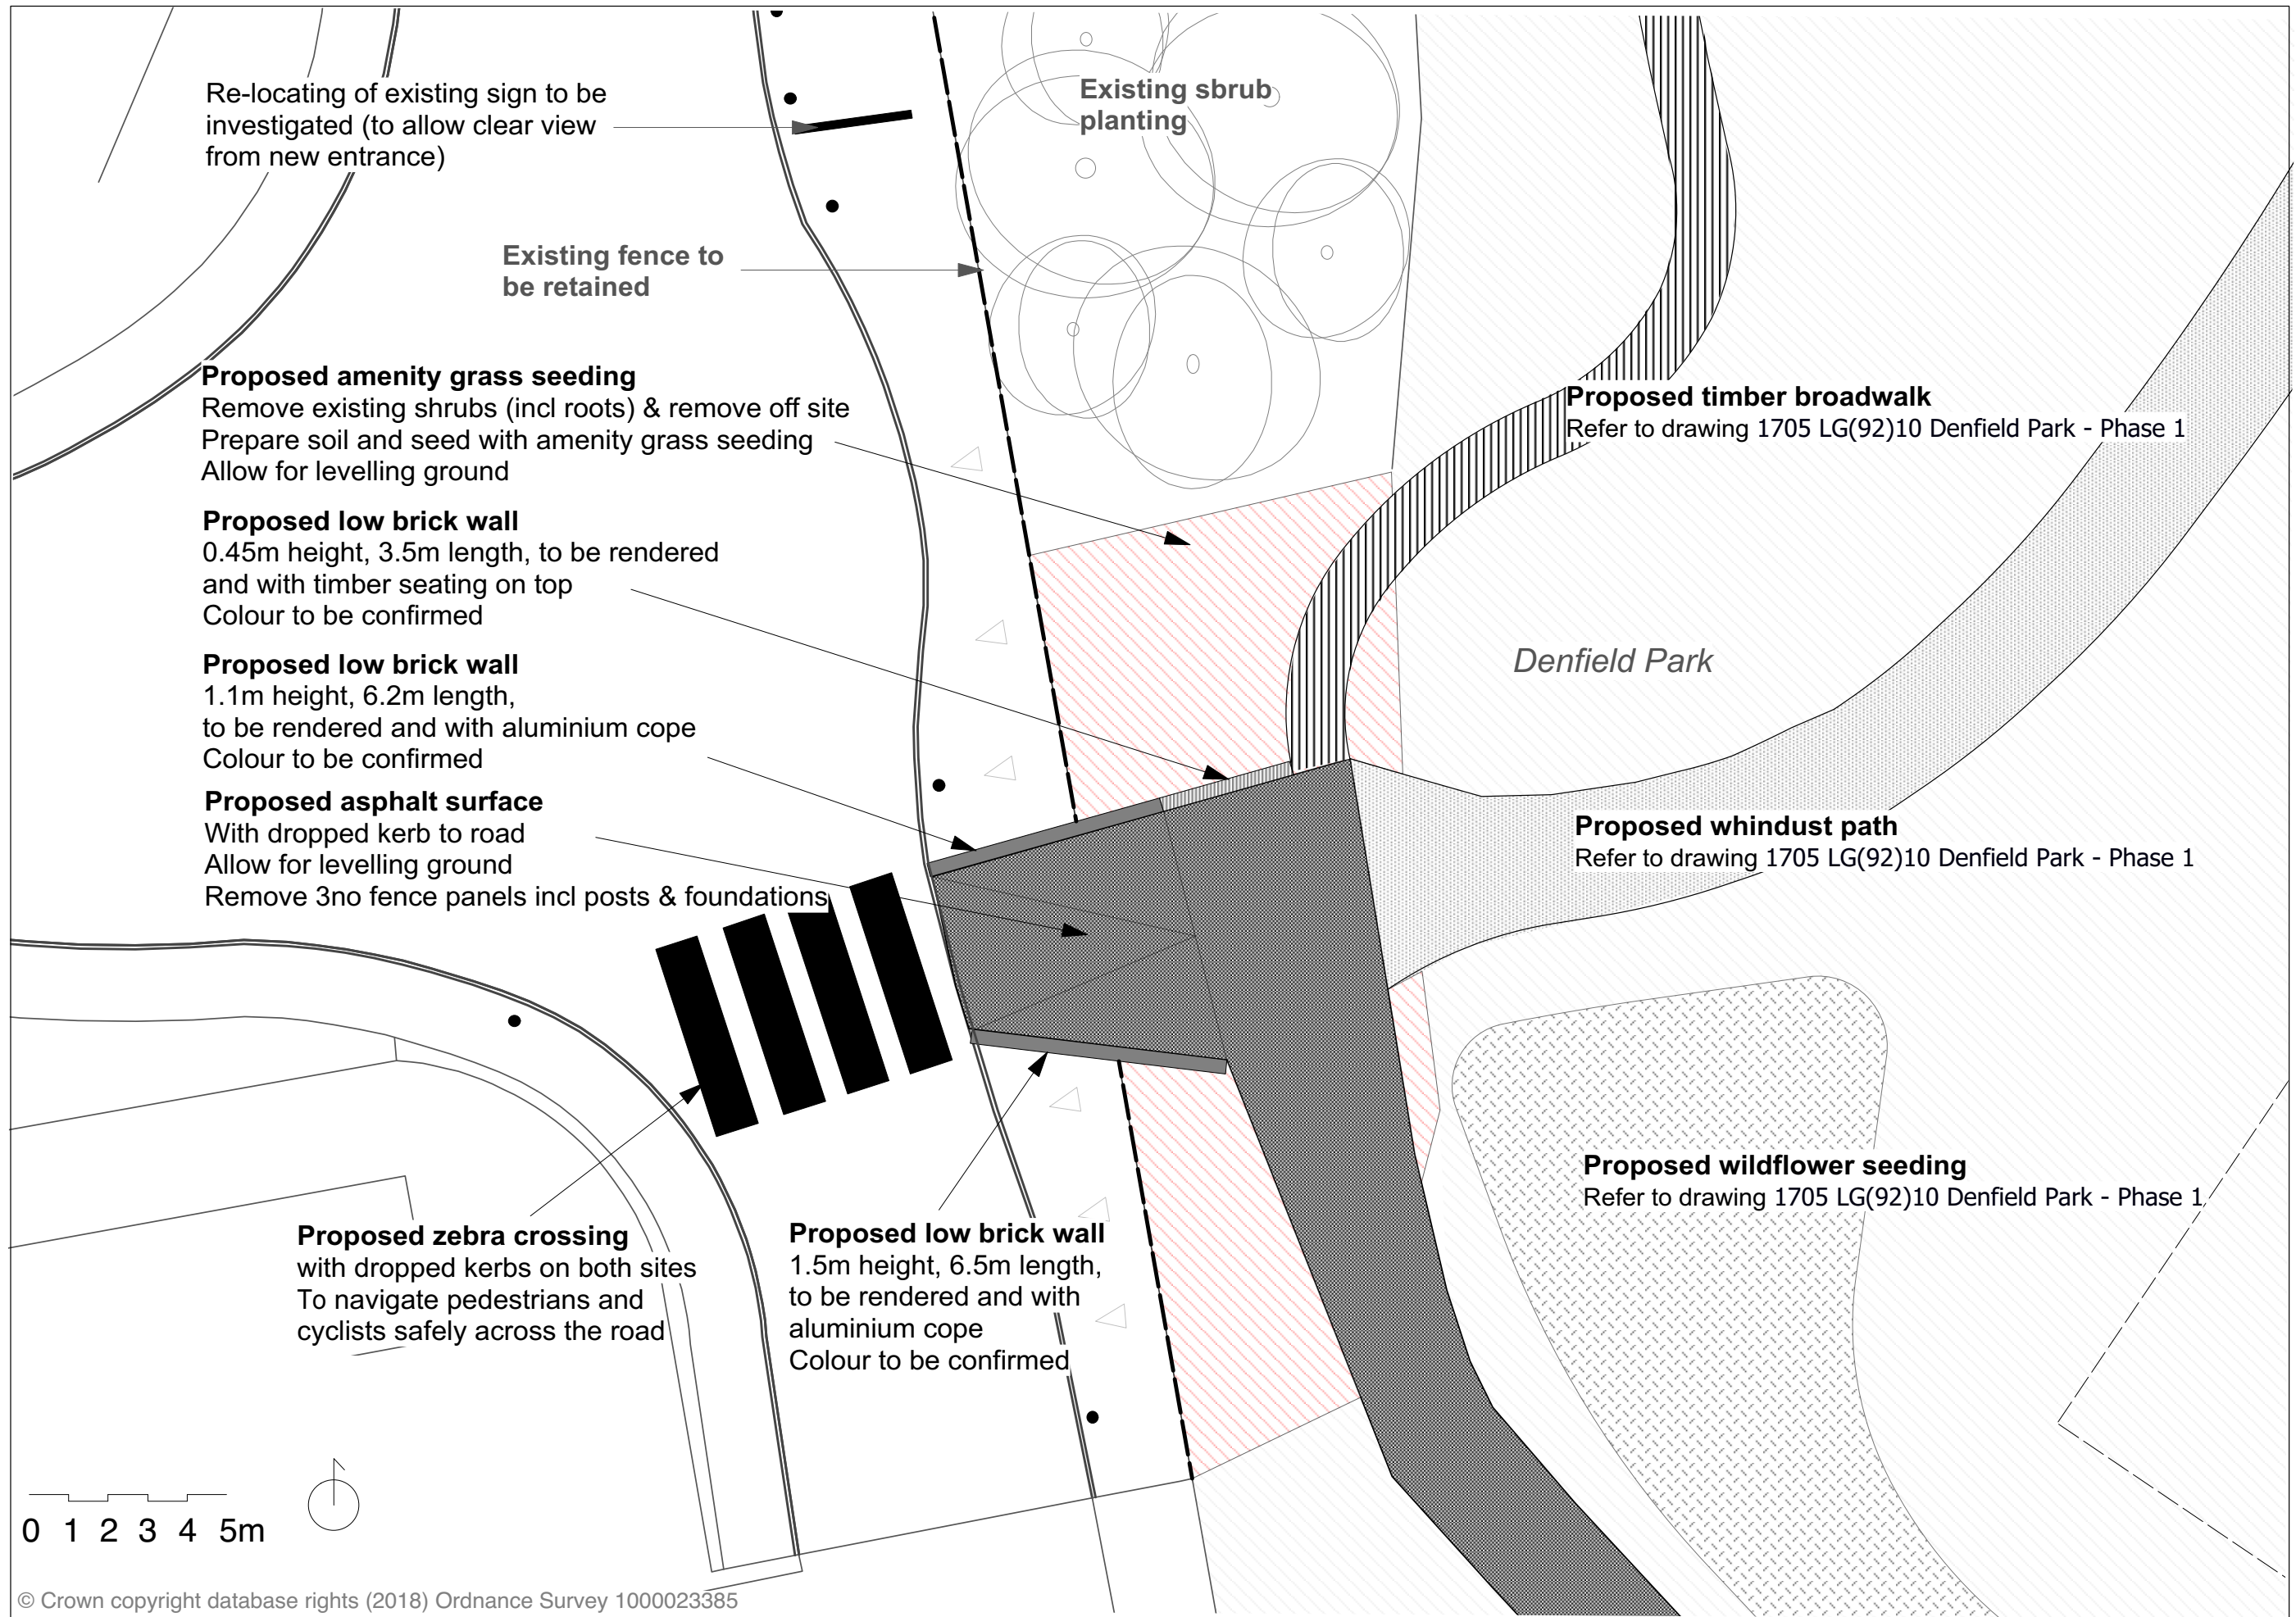 Re-locating of existing sign to be
investigated (to allow clear view
from new entrance)
Existing sbrub
planting
Existing fence to
be retained
Proposed amenity grass seeding
Remove existing shrubs (incl roots) & remove off site
Prepare soil and seed with amenity grass seeding
Allow for levelling ground
Proposed timber broadwalk
Refer to drawing 1705 LG(92)10 Denfield Park - Phase 1
Proposed low brick wall
0.45m height, 3.5m length, to be rendered
and with timber seating on top
Colour to be confirmed
Proposed low brick wall
1.1m height, 6.2m length,
to be rendered and with aluminium cope
Colour to be confirmed
Denfield Park
Proposed asphalt surface
With dropped kerb to road
Allow for levelling ground
Remove 3no fence panels incl posts & foundations
Proposed whindust path
Refer to drawing 1705 LG(92)10 Denfield Park - Phase 1
Proposed wildflower seeding
Refer to drawing 1705 LG(92)10 Denfield Park - Phase 1
Proposed zebra crossing
with dropped kerbs on both sites
To navigate pedestrians and
cyclists safely across the road
Proposed low brick wall
1.5m height, 6.5m length,
to be rendered and with
aluminium cope
Colour to be confirmed
0 1 2 3 4 5m
© Crown copyright database rights (2018) Ordnance Survey 1000023385